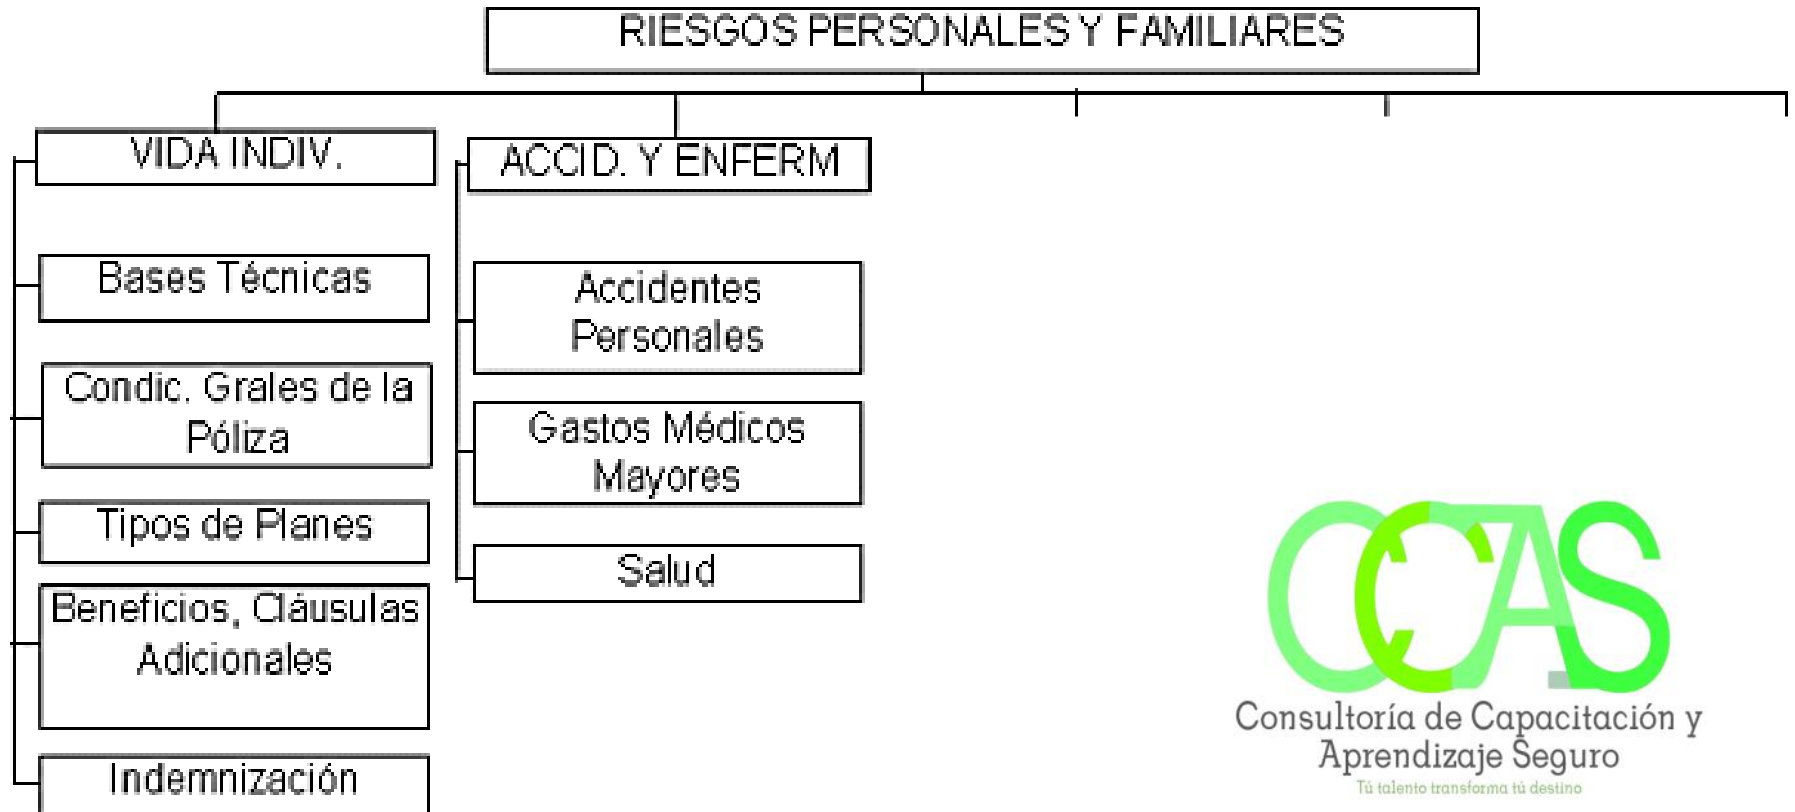 RIESGOS PERSONALES Y FAMILIARES
VIDA INDIV.
Bases Técnicas
Condic. Grales de la
Póliza
Tipos de Planes
Beneficios, Cláusulas
Adicionales
Indemnización
ACCID. Y ENFERM
Accidentes
Personales
Gastos Médicos
Mayores
Salud
CCAS
Consultoría de Capacitación y
Aprendizaje Seguro
Tú talento transforma tú destino